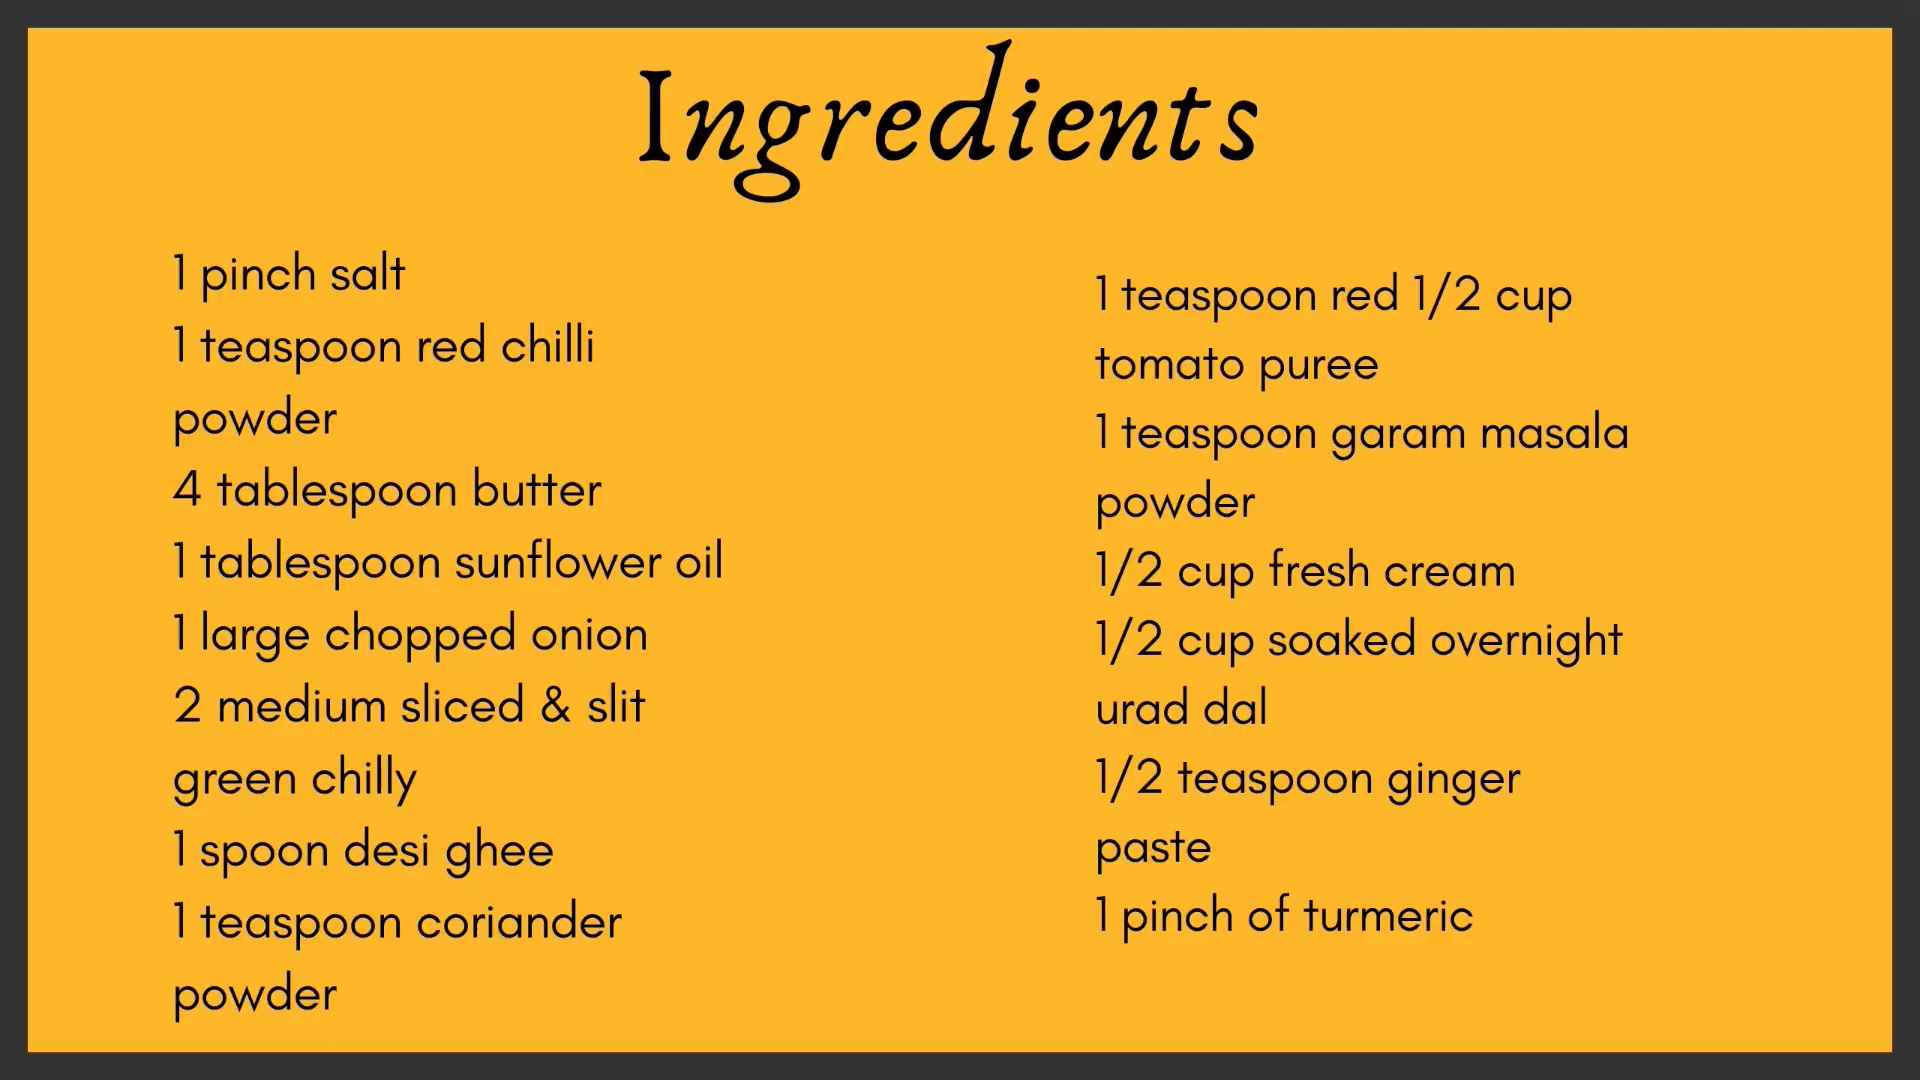 Ingredients
1 pinch salt
1 teaspoon red chilli
powder
4 tablespoon butter
1 tablespoon sunflower oil
1 large chopped onion
2 medium sliced & slit
green chilly
1 spoon desi ghee
1 teaspoon coriander
powder
1 teaspoon red 1/2 cup
tomato puree
1 teaspoon garam masala
powder
1/2 cup fresh cream
1/2 cup soaked overnight
urad dal
1/2 teaspoon ginger
paste
1 pinch of turmeric